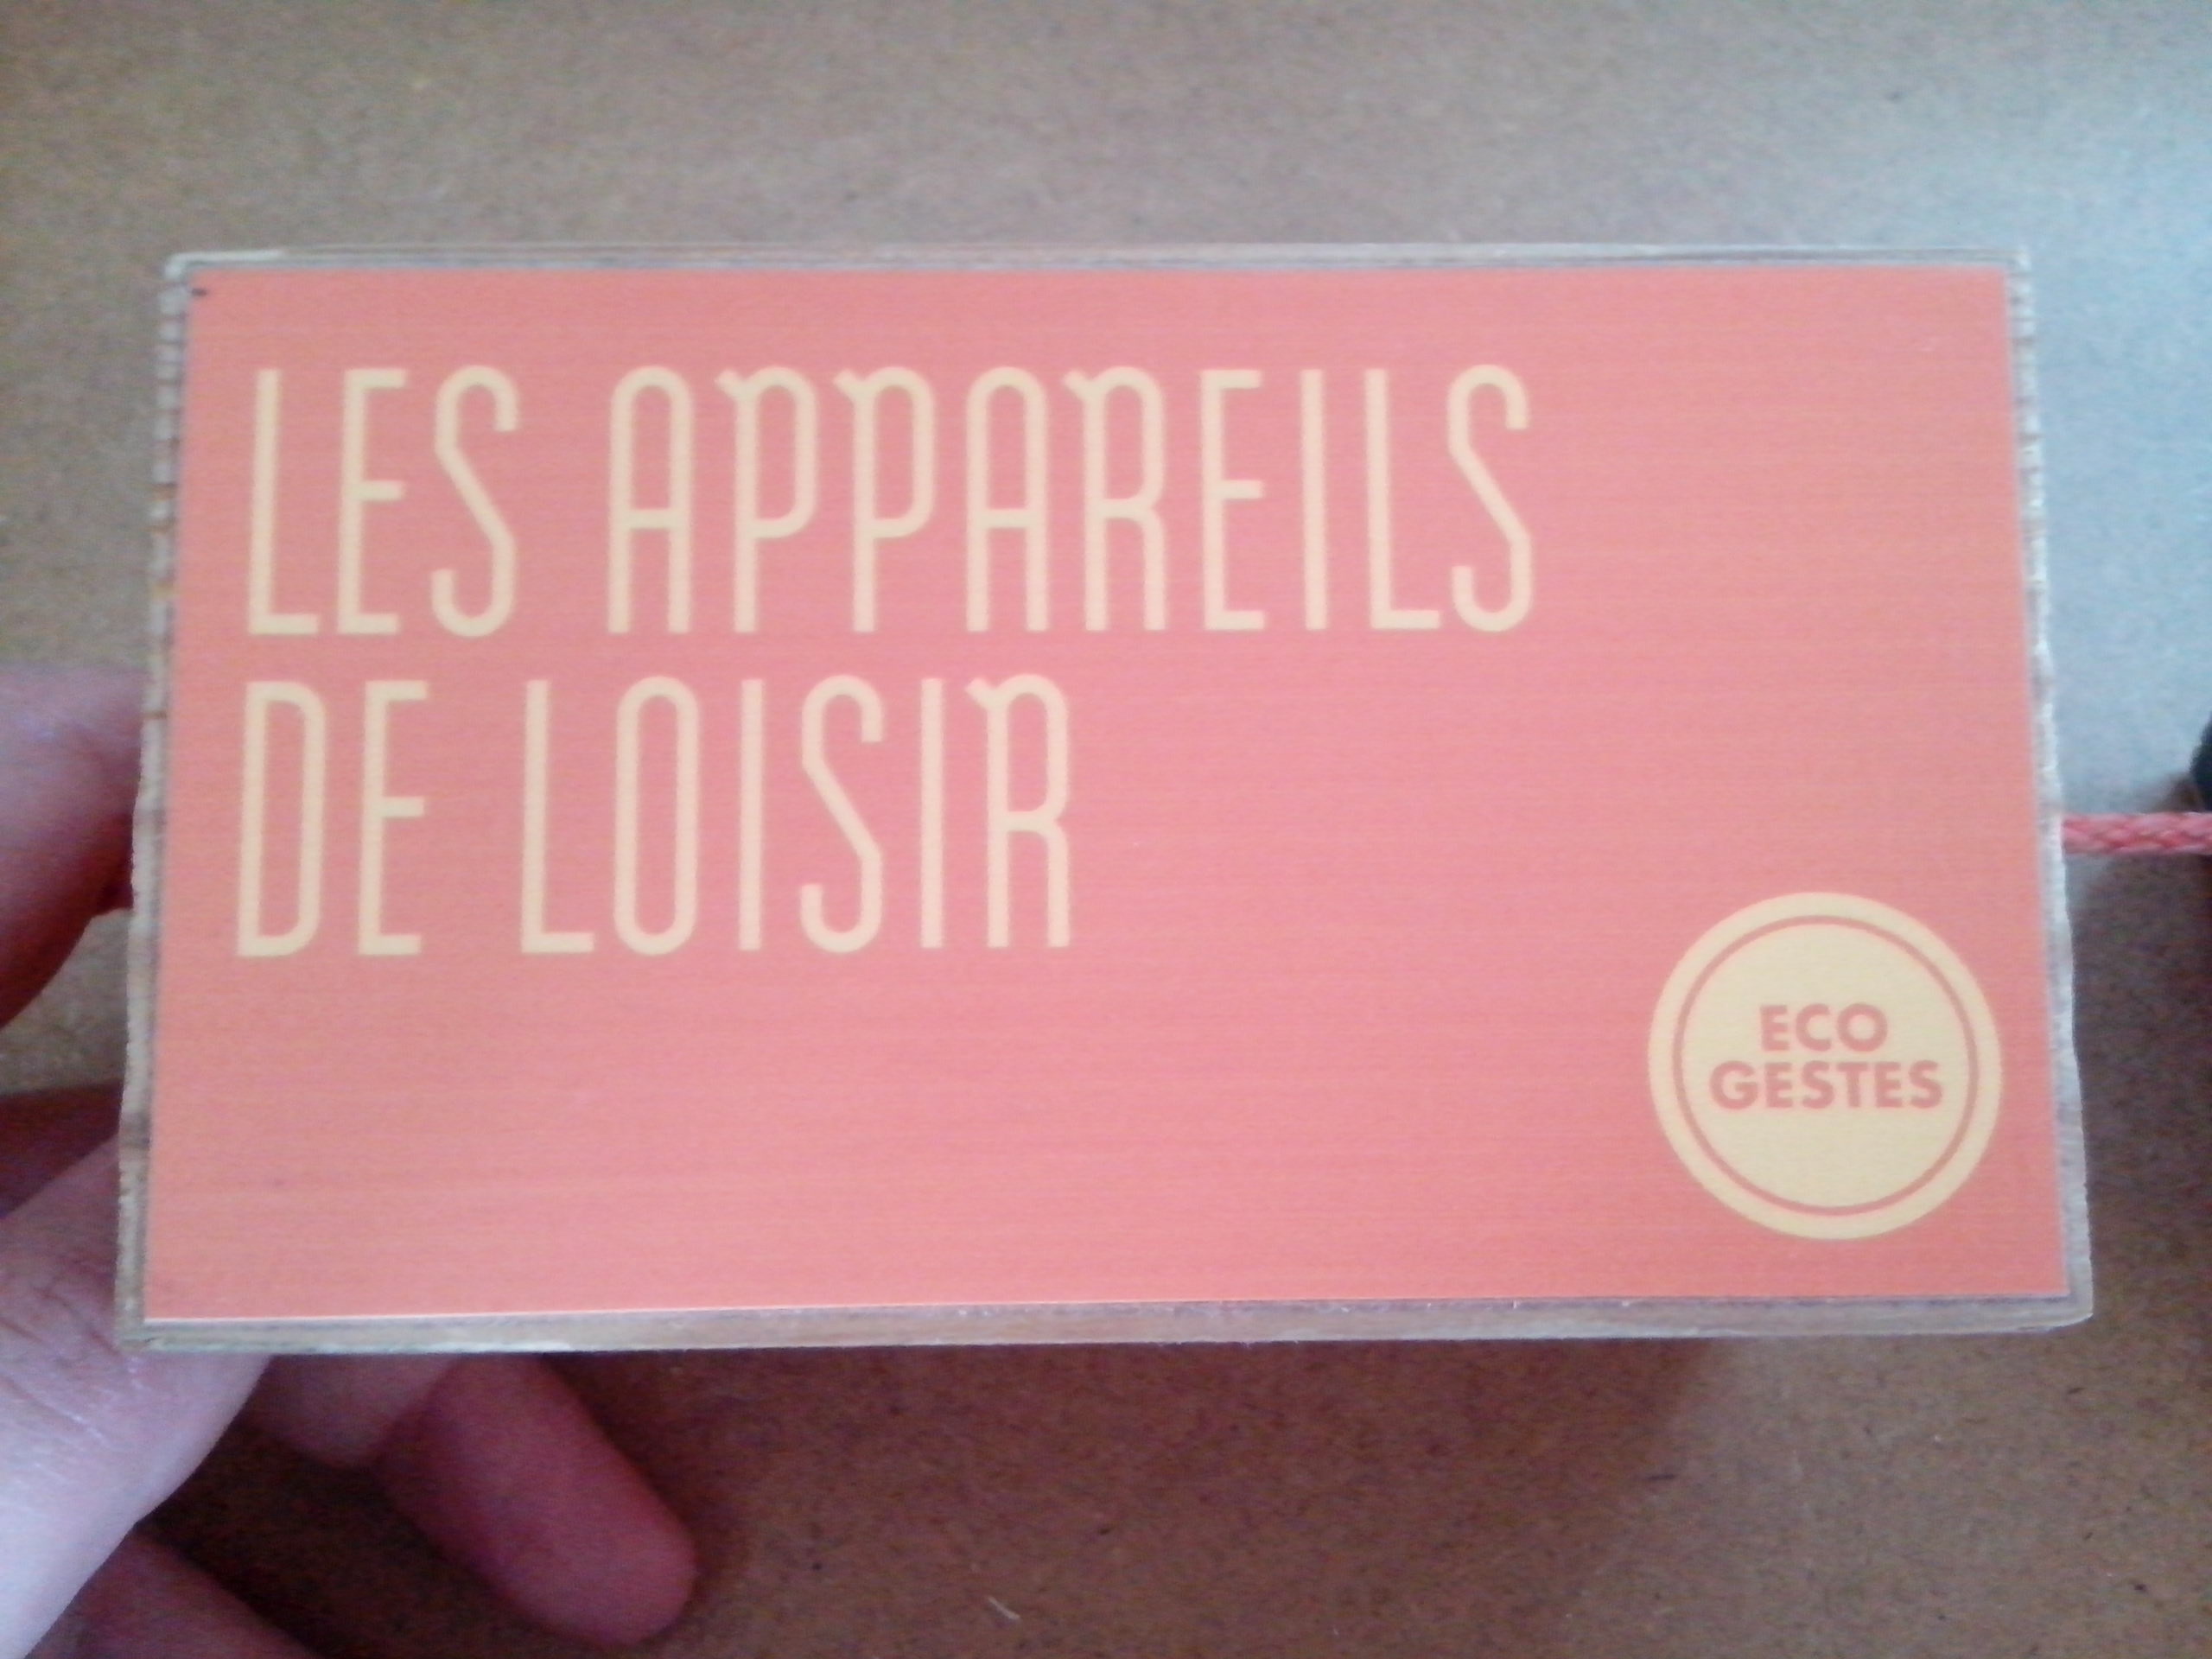 LES APPAREILS
DE LOISIR
ECO
GESTES